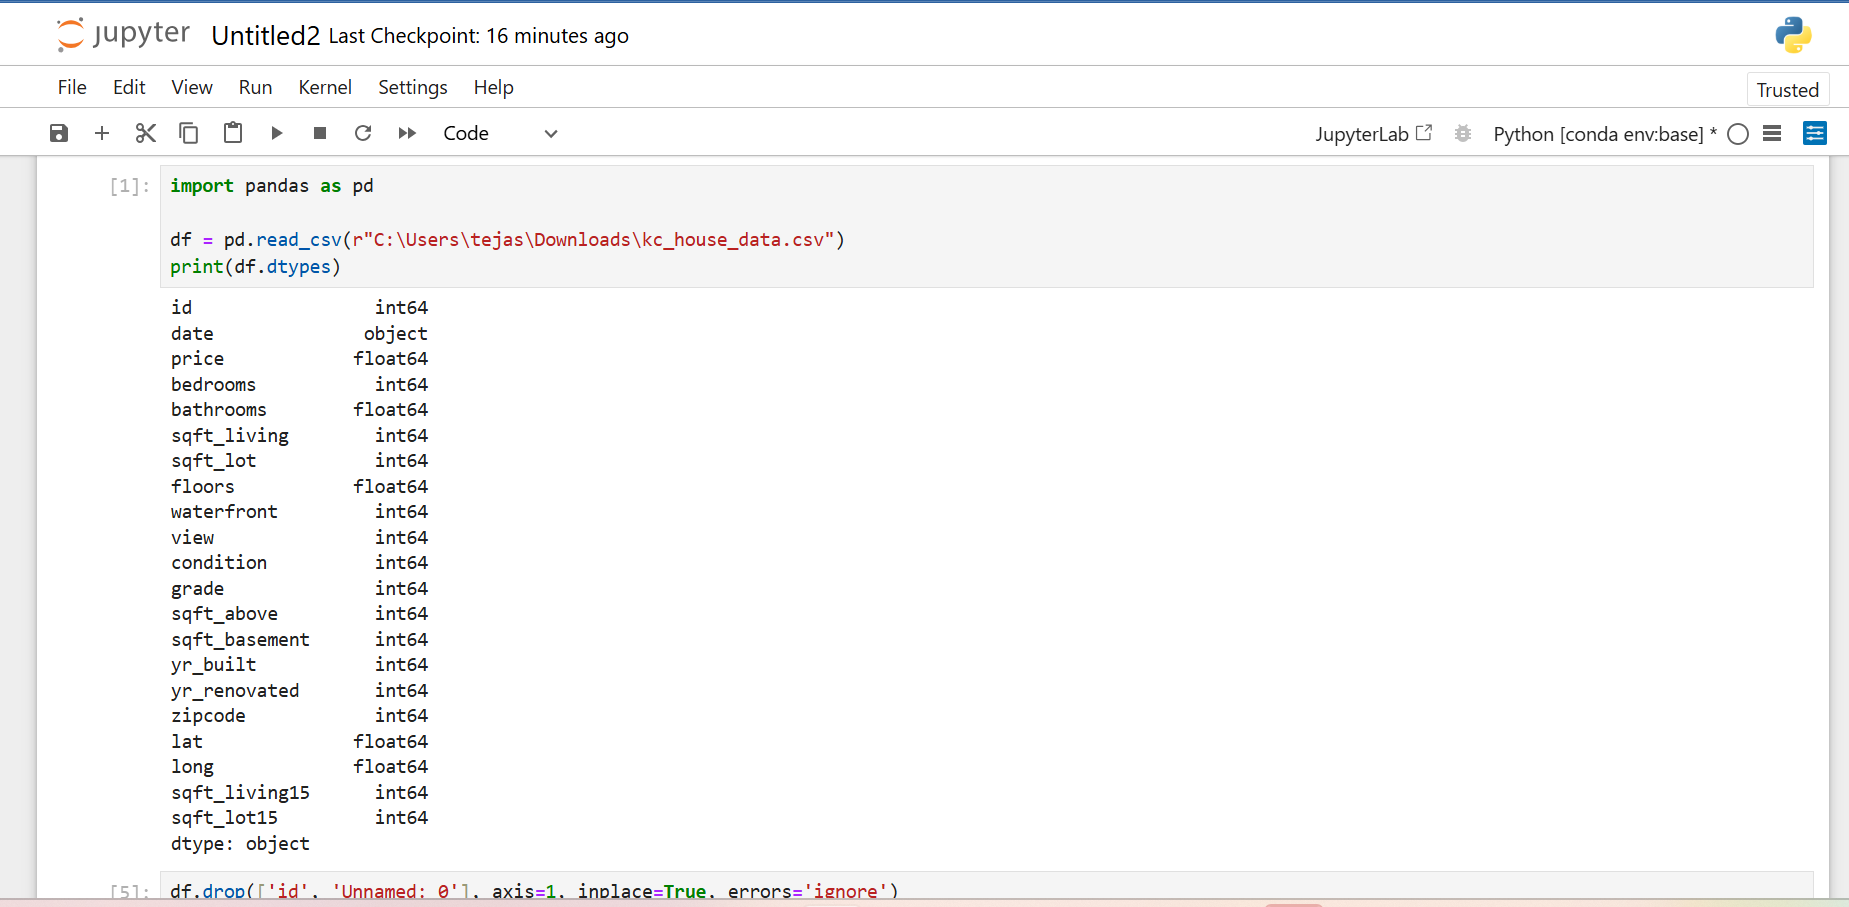 jupyter Untitled2 Last Checkpoint: 16 minutes ago
File Edit View Run Kernel Settings Help
Trusted
Code
JupyterLab Python [conda env:base] *
[1]: import pandas as pd
df = pd.read_csv(r"C:\Users\tejas\Downloads\kc_house_data.csv")
print(df.dtypes)
id int64
date object
price float64
bedrooms int64
bathrooms float64
sqft_living int64
sqft_lot int64
floors float64
waterfront int64
view int64
condition int64
grade int64
sqft_above int64
sqft_basement int64
yr_built int64
yr_renovated int64
zipcode int64
lat float64
long float64
sqft_living15 int64
sqft_lot15 int64
dtype: object
[5]: df.drop(['id', 'Unnamed: 0'], axis=1, inplace=True, errors='ignore')